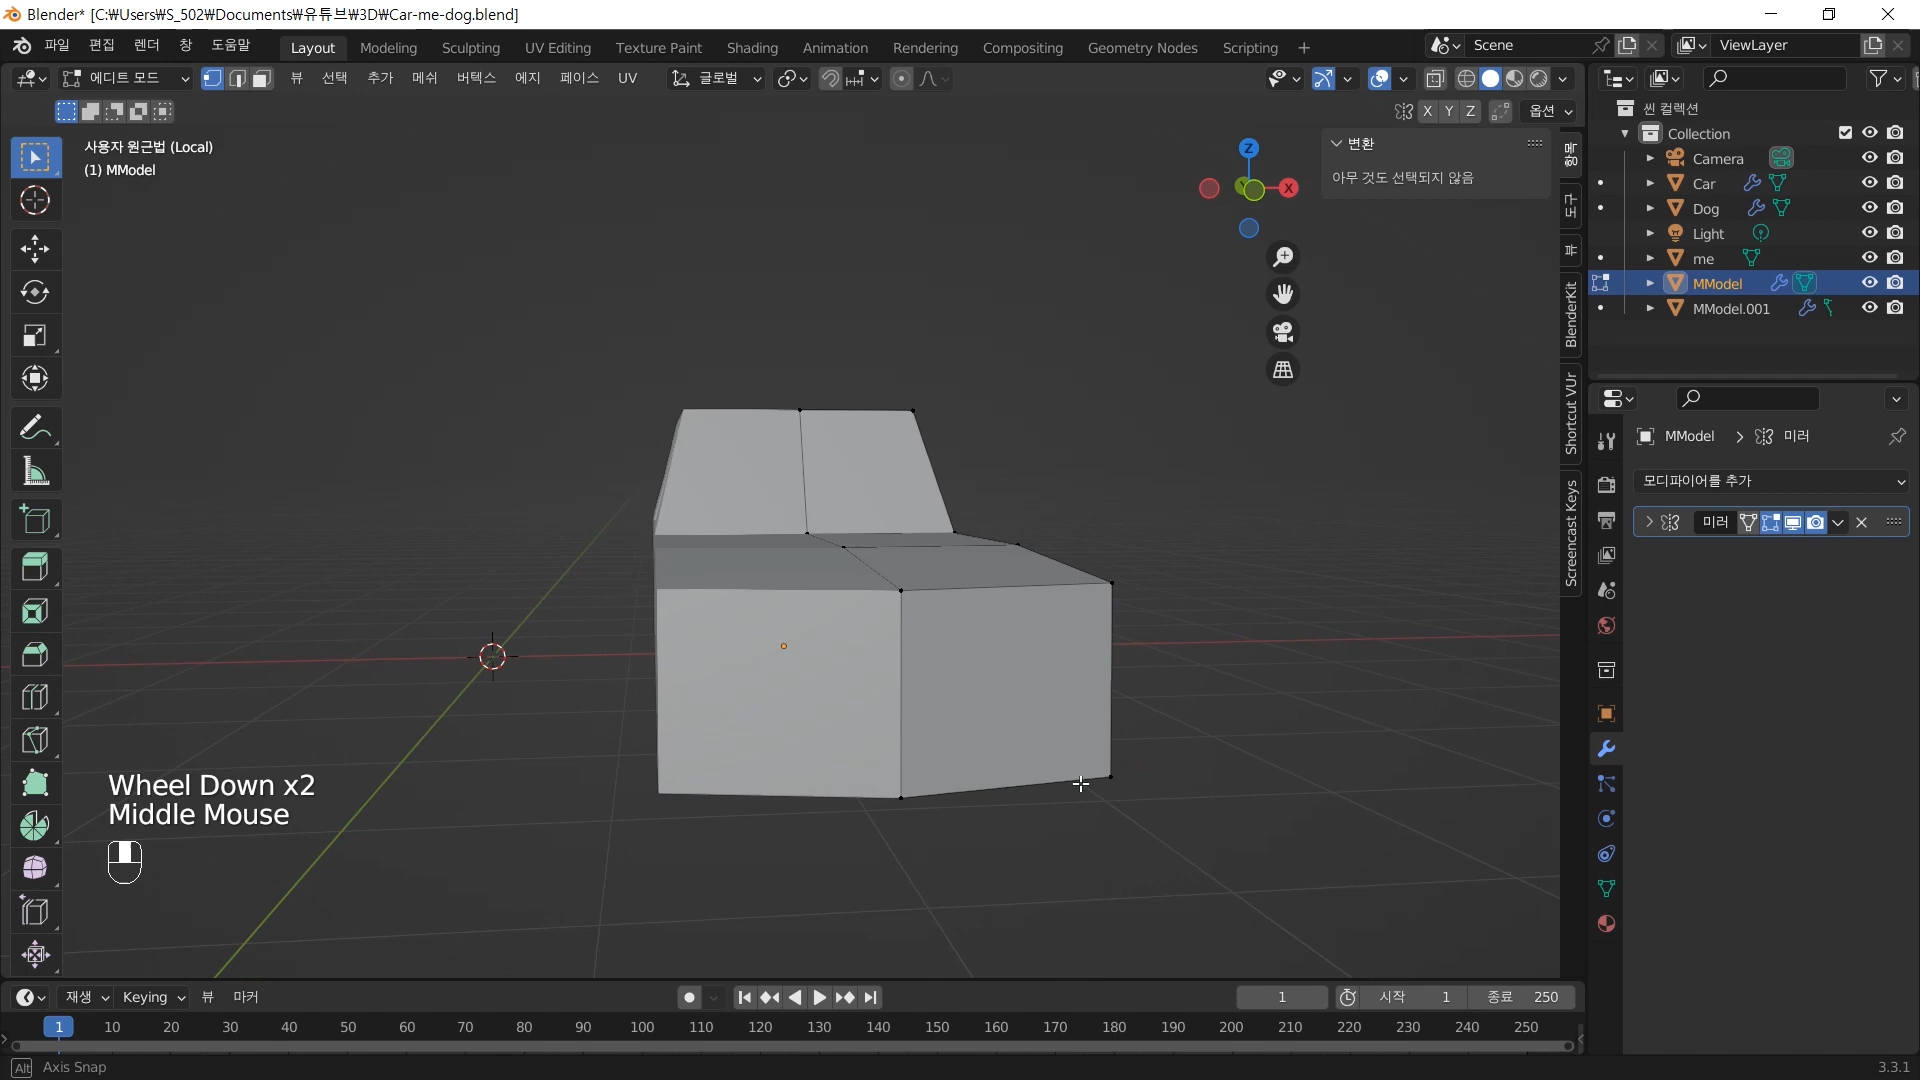 Blender* [C:₩Users₩S_502₩Documents₩유튜브₩3D₩Car-me-dog.blend]
파일 편집 렌더 창 도움말 Layout Modeling Sculpting UV Editing Texture Paint Shading Animation Rendering Compositing Geometry Nodes Scripting + Scene ViewLayer
에디트 모드 뷰 선택 추가 메쉬 버텍스 에지 페이스 UV 글로벌
X Y Z 옵션
사용자 원근법 (Local)
(1) MModel
Z
X
Y
변환
아무 것도 선택되지 않음
항목
도구
뷰
BlenderKit
Shortcut VUr
Screencast Keys
씬 컬렉션
Collection
Camera
Car
Dog
Light
me
MModel
MModel.001
MModel > 미러
모디파이어를 추가
미러
Wheel Down x2
Middle Mouse
재생 Keying 뷰 마커 1 시작 1 종료 250
1 10 20 30 40 50 60 70 80 90 100 110 120 130 140 150 160 170 180 190 200 210 220 230 240 250
Alt Axis Snap 3.3.1